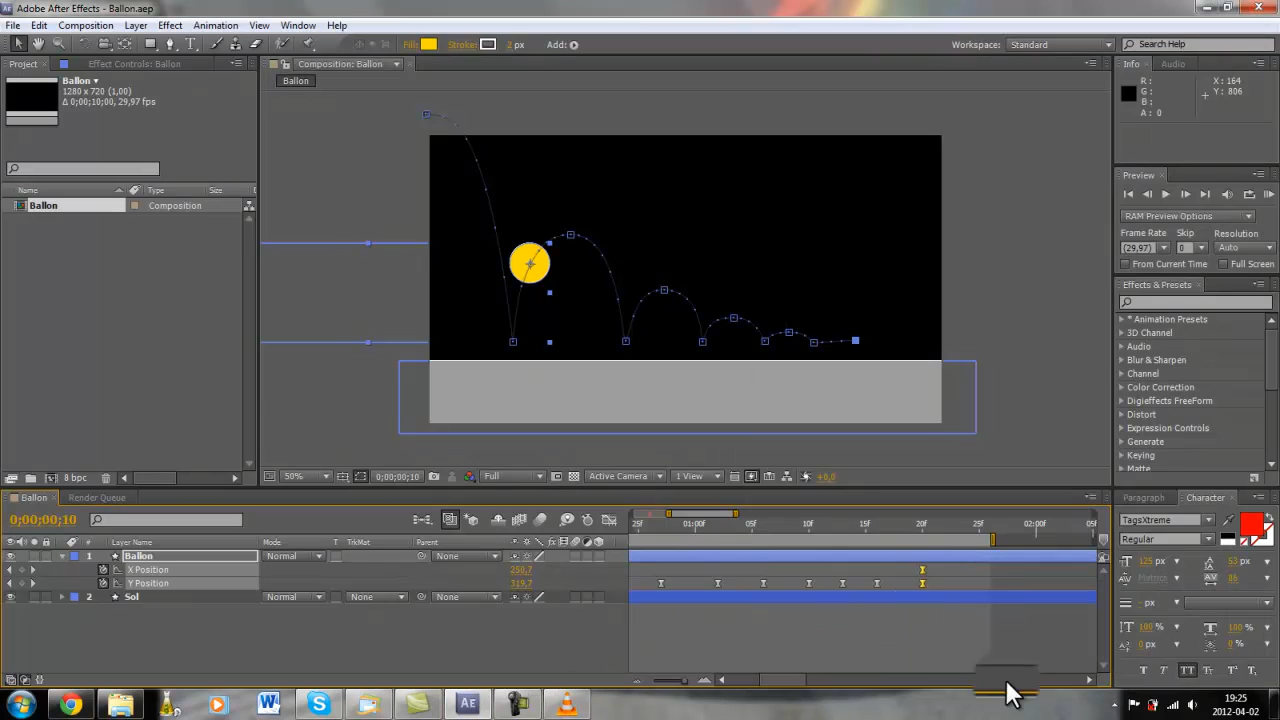 Adobe After Effects - Ballon.aep
File Edit Composition Layer Effect Animation View Window Help
Fill: Stroke: 2 px Add:
Workspace: Standard
Search Help
Project Effect Controls: Ballon
Composition: Ballon
Info Audio
Ballon
Ballon
1280 x 720 (1,00)
Δ 0;00;10;00, 29,97 fps
R :
G :
B :
A : 0
X : 164
Y : 806
Preview
RAM Preview Options
Frame Rate Skip Resolution
(29,97) 0 Auto
From Current Time Full Screen
Name Type Size
Ballon Composition
Effects & Presets
* Animation Presets
3D Channel
Audio
Blur & Sharpen
Channel
Color Correction
Digieffects FreeForm
Distort
Expression Controls
Generate
Keying
Matte
8 bpc
50% 0;00;00;10 Full Active Camera 1 View +0,0
Ballon Render Queue
0;00;00;10
25f 01:00f 05f 10f 15f 20f 25f 02:00f 05f
# Layer Name Mode T TrkMat Parent
1 Ballon Normal None
X Position 250,7
Y Position 319,7
2 Sol Normal None None
Paragraph Character
TagsXtreme
Regular
125 px 53 px
Metrics 86
- px
100 % 100 %
0 px 0 %
19:25
2012-04-02